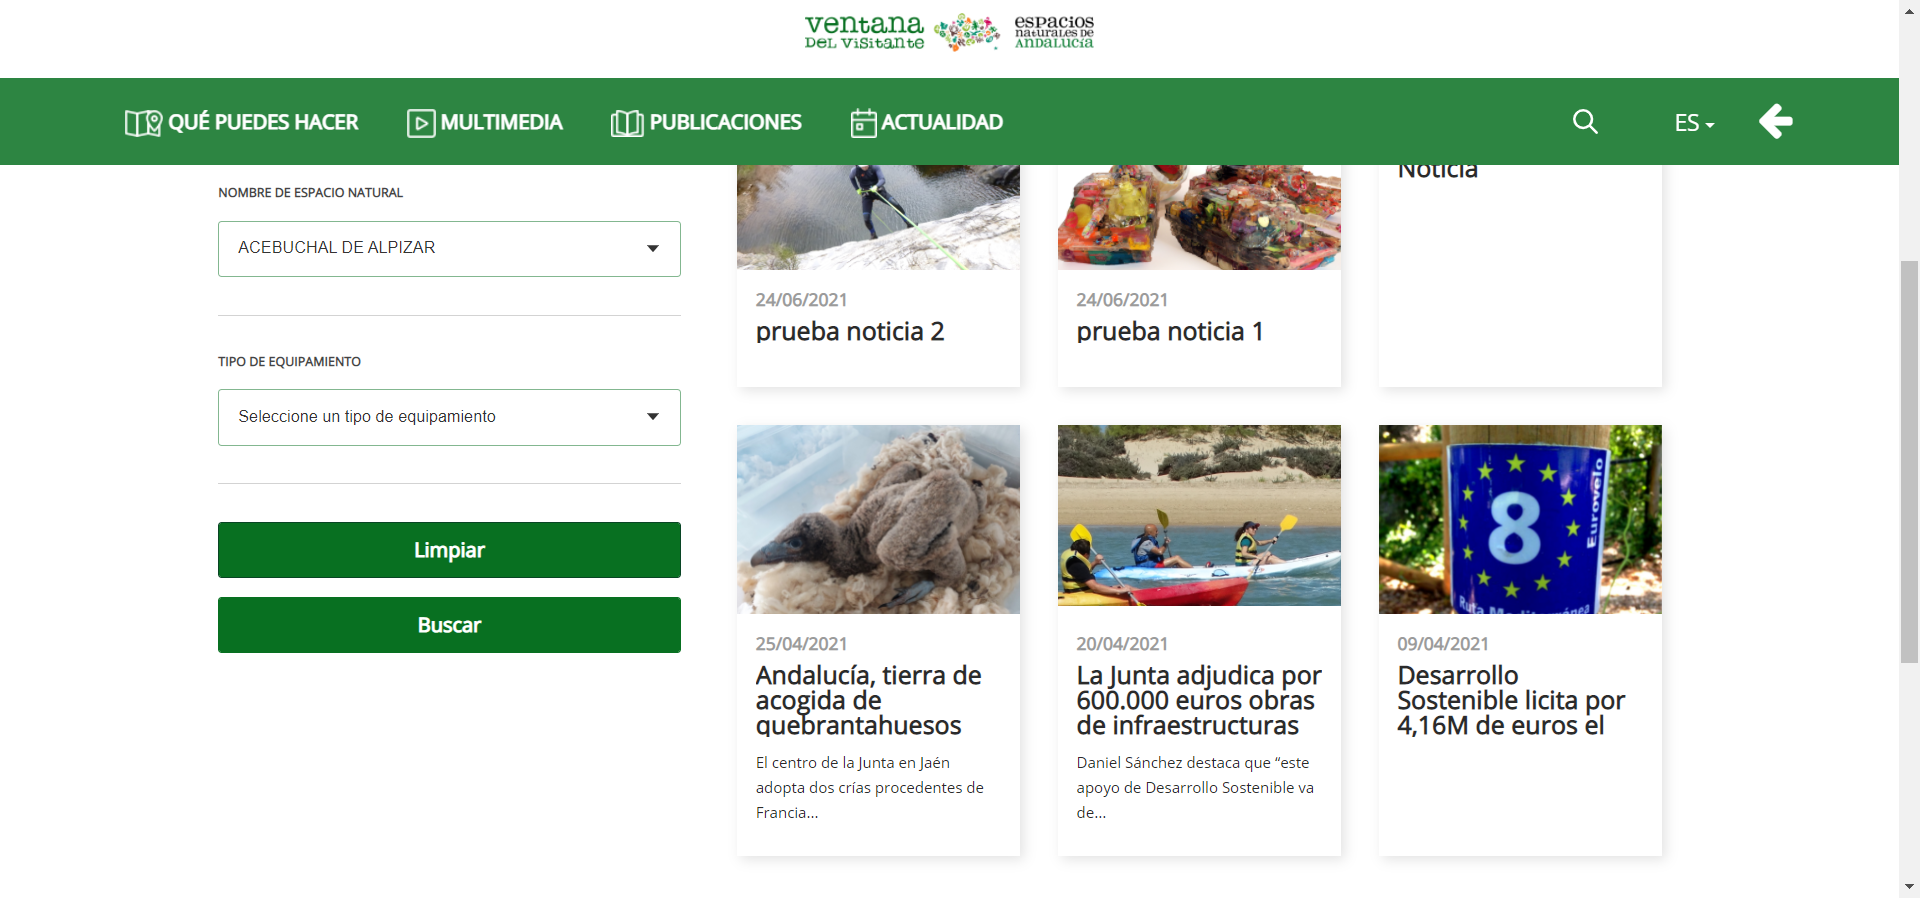 ventana
DEL VISITANTE
espacios
naturales de
ANDALUCÍA
QUÉ PUEDES HACER
MULTIMEDIA
PUBLICACIONES
ACTUALIDAD
ES
NOMBRE DE ESPACIO NATURAL
ACEBUCHAL DE ALPIZAR
TIPO DE EQUIPAMIENTO
Seleccione un tipo de equipamiento
Limpiar
Buscar
24/06/2021
prueba noticia 2
24/06/2021
prueba noticia 1
Noticia
25/04/2021
Andalucía, tierra de
acogida de
quebrantahuesos
El centro de la Junta en Jaén
adopta dos crías procedentes de
Francia...
20/04/2021
La Junta adjudica por
600.000 euros obras
de infraestructuras
Daniel Sánchez destaca que “este
apoyo de Desarrollo Sostenible va
de...
8
Eurovelo
Ruta Mediterránea
09/04/2021
Desarrollo
Sostenible licita por
4,16M de euros el